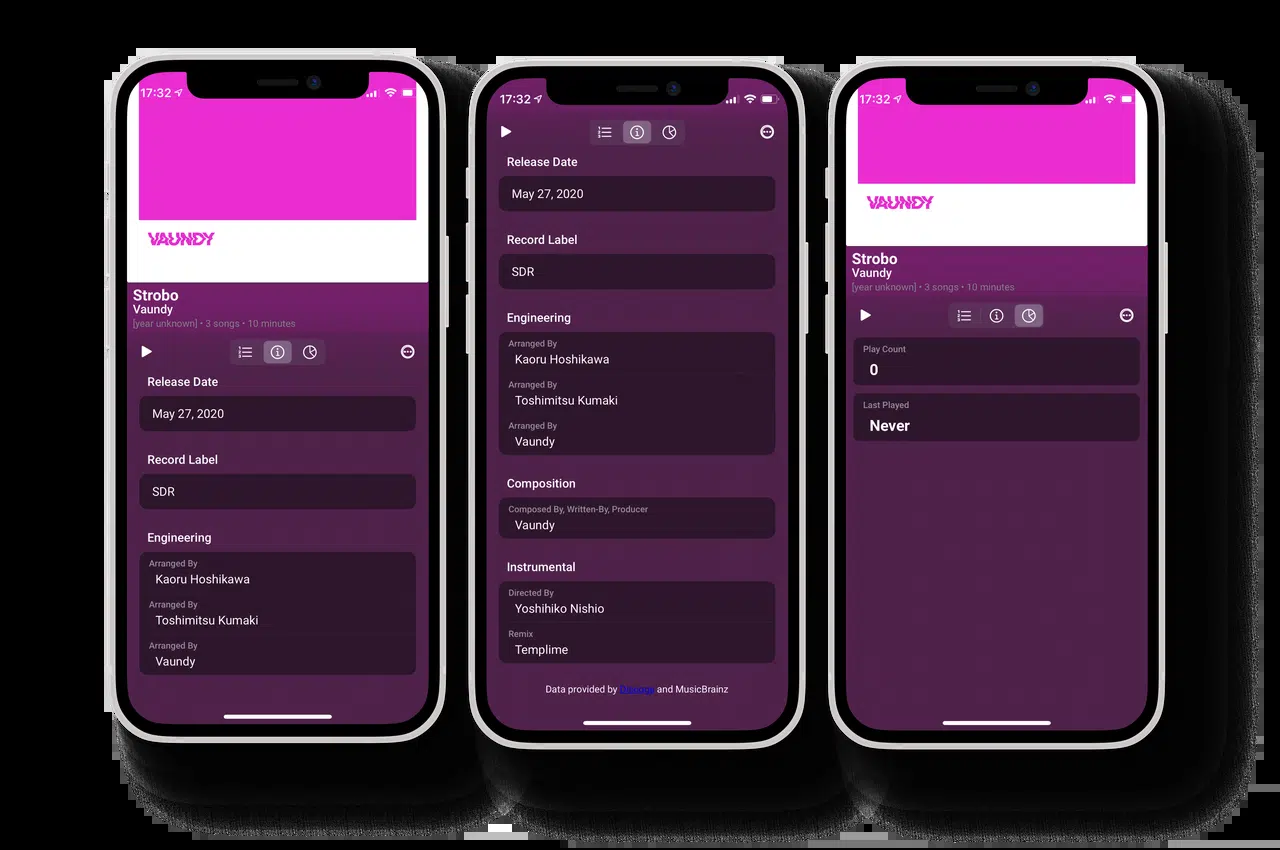 17:32
VAUNDY
Strobo
Vaundy
[year unknown] • 3 songs • 10 minutes
Release Date
May 27, 2020
Record Label
SDR
Engineering
Arranged By
Kaoru Hoshikawa
Arranged By
Toshimitsu Kumaki
Arranged By
Vaundy
17:32
Release Date
May 27, 2020
Record Label
SDR
Engineering
Arranged By
Kaoru Hoshikawa
Arranged By
Toshimitsu Kumaki
Arranged By
Vaundy
Composition
Composed By, Written-By, Producer
Vaundy
Instrumental
Directed By
Yoshihiko Nishio
Remix
Templime
Data provided by Discogs and MusicBrainz
17:32
VAUNDY
Strobo
Vaundy
[year unknown] • 3 songs • 10 minutes
Play Count
0
Last Played
Never